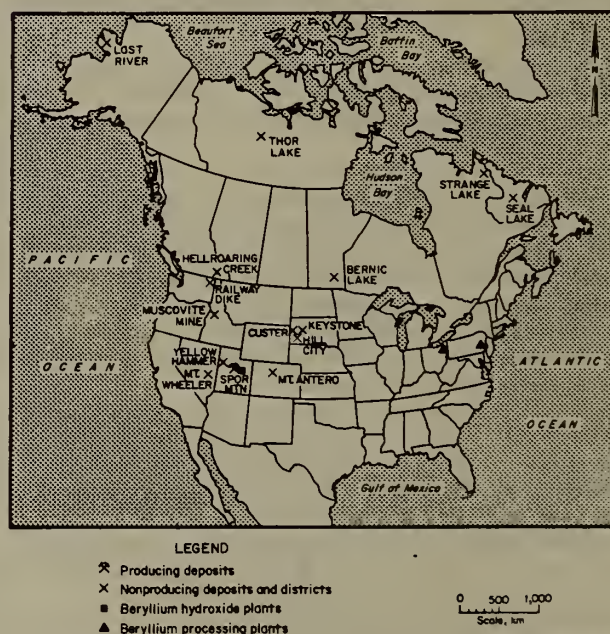 Beaufort
Sea
Baffin
Bay
LOST
RIVER
N
THOR
LAKE
Hudson
Bay
STRANGE
LAKE
SEAL
LAKE
PACIFIC
OCEAN
HELLROARING
CREEK
RAILWAY
DIKE
BERNIC
LAKE
MUSCOVITE
MINE
CUSTER
KEYSTONE
HILL
CITY
YELLOW
HAMMER
MT.
WHEELER
SPOR
MTN
MT. ANTERO
ATLANTIC
OCEAN
Gulf of Mexico
LEGEND
Producing deposits
Nonproducing deposits and districts
Beryllium hydroxide plants
Beryllium processing plants
0 500 1,000
Scale, km